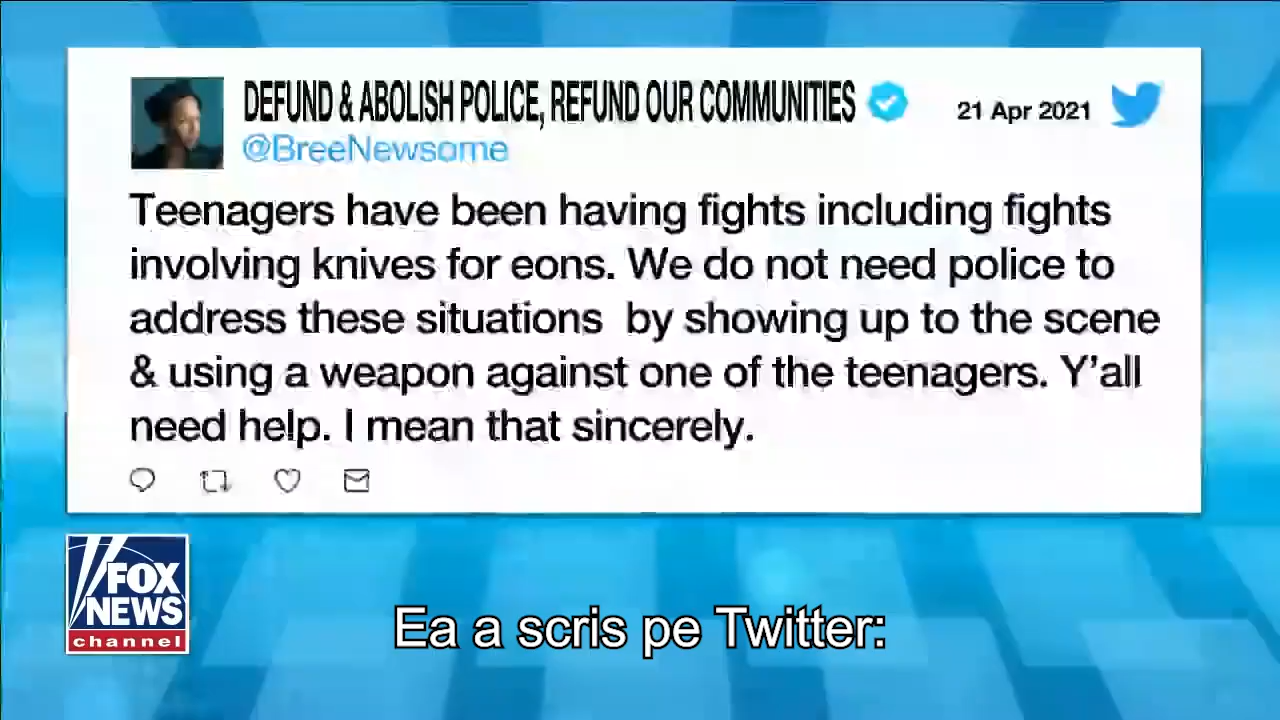 DEFUND & ABOLISH POLICE, REFUND OUR COMMUNITIES
21 Apr 2021
@BreeNewsome
Teenagers have been having fights including fights
involving knives for eons. We do not need police to
address these situations by showing up to the scene
& using a weapon against one of the teenagers. Y'all
need help. I mean that sincerely.
FOX
NEWS
channel
Ea a scris pe Twitter: